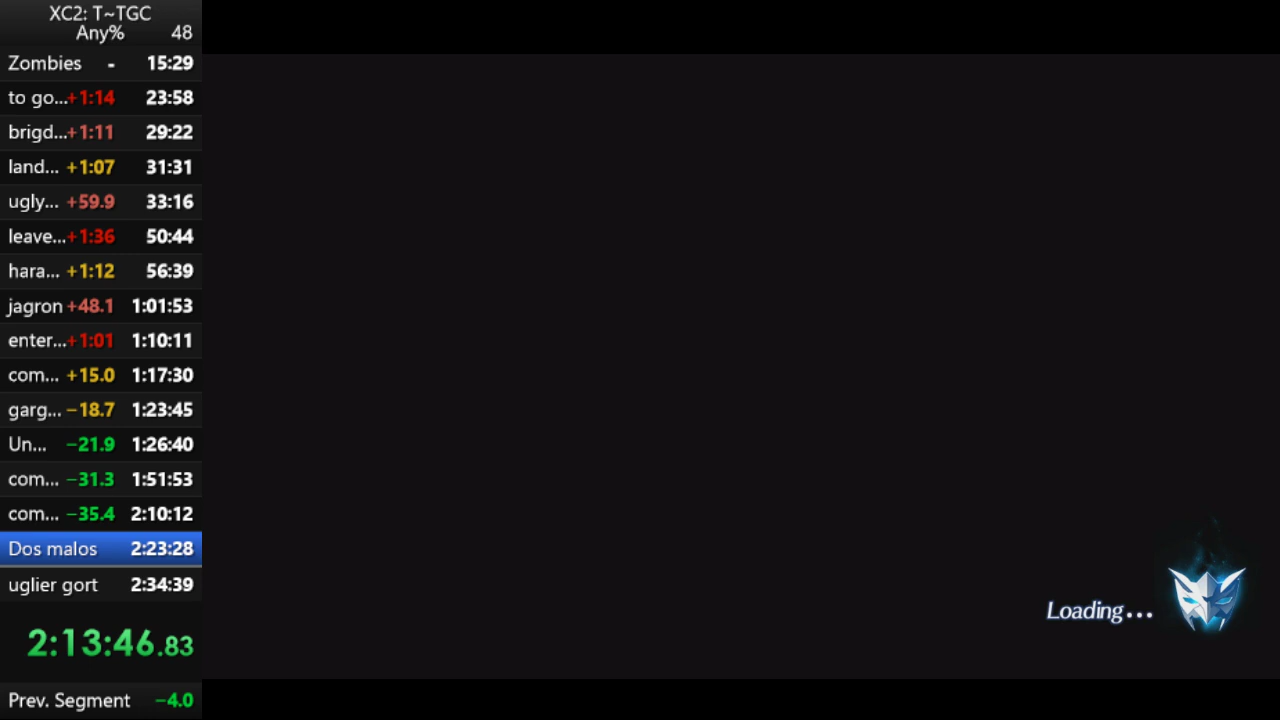 XC2: T~TGC
Any% 48
Zombies - 15:29
to go...+1:14 23:58
brigd...+1:11 29:22
land... +1:07 31:31
ugly... +59.9 33:16
leave...+1:36 50:44
hara... +1:12 56:39
jagron +48.1 1:01:53
enter...+1:01 1:10:11
com... +15.0 1:17:30
garg... −18.7 1:23:45
Un... −21.9 1:26:40
com... −31.3 1:51:53
com... −35.4 2:10:12
Dos malos 2:23:28
uglier gort 2:34:39
2:13:46.83
Prev. Segment −4.0
Loading...